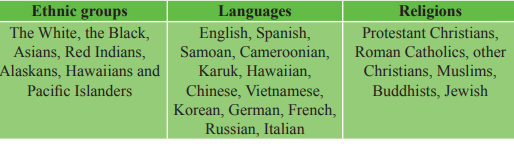 Ethnic groups
Languages
Religions
The White, the Black,
Asians, Red Indians,
Alaskans, Hawaiians and
Pacific Islanders
English, Spanish,
Samoan, Cameroonian,
Karuk, Hawaiian,
Chinese, Vietnamese,
Korean, German, French,
Russian, Italian
Protestant Christians,
Roman Catholics, other
Christians, Muslims,
Buddhists, Jewish